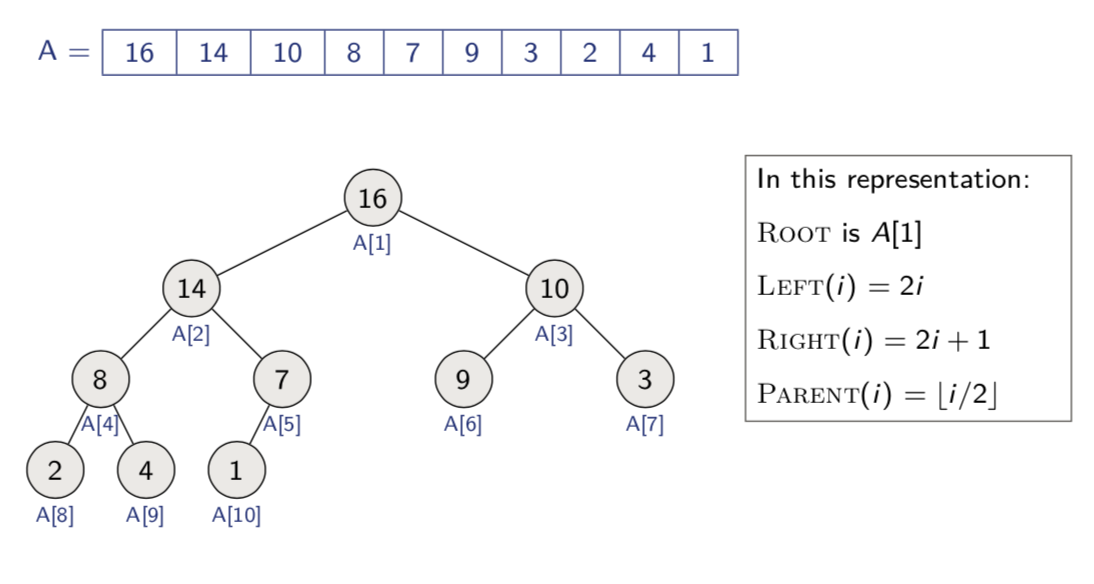 A = 16 14 10 8 7 9 3 2 4 1
16
A[1]
14
A[2]
10
A[3]
8
A[4]
7
A[5]
9
A[6]
3
A[7]
2
A[8]
4
A[9]
1
A[10]
In this representation:
ROOT is A[1]
LEFT(i) = 2i
RIGHT(i) = 2i + 1
PARENT(i) = ⌊i/2⌋